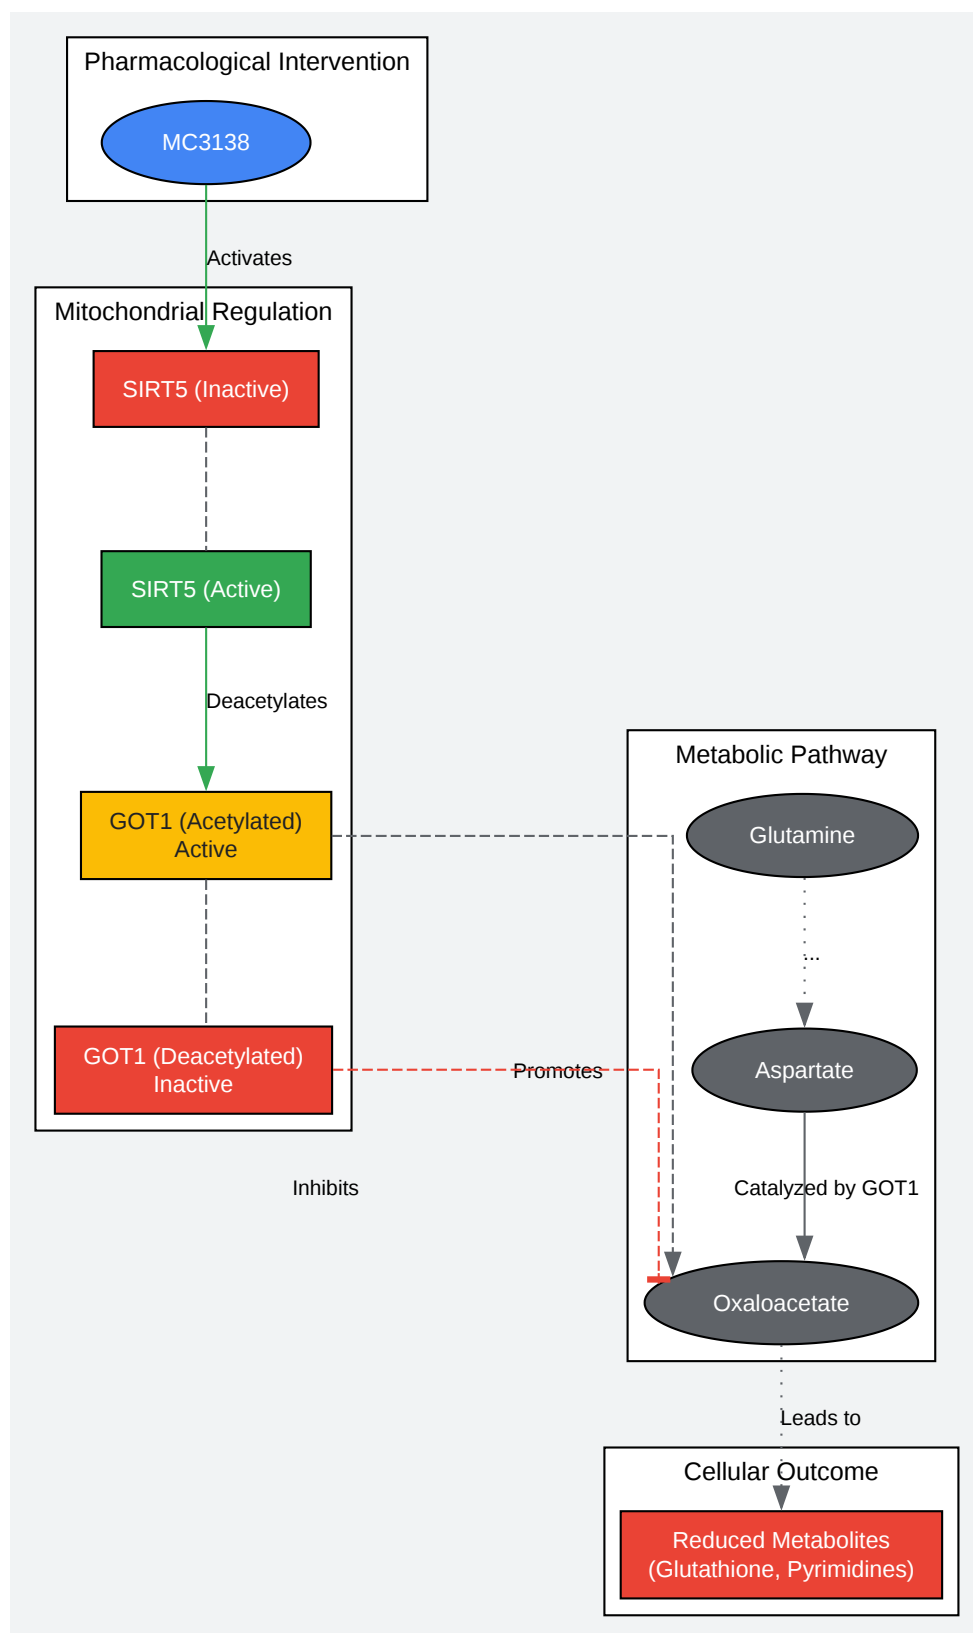 Pharmacological Intervention
MC3138
Activates
Mitochondrial Regulation
SIRT5 (Inactive)
SIRT5 (Active)
Deacetylates
GOT1 (Acetylated)
Active
GOT1 (Deacetylated)
Inactive
Promotes
Inhibits
Metabolic Pathway
Glutamine
...
Aspartate
Catalyzed by GOT1
Oxaloacetate
Leads to
Cellular Outcome
Reduced Metabolites
(Glutathione, Pyrimidines)